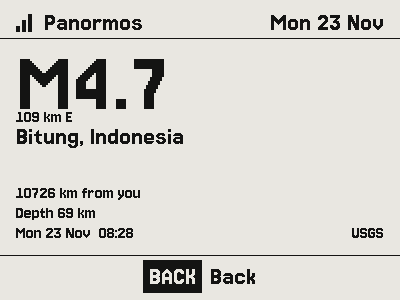 Panormos Mon 23 Nov
M4.7
109 km E
Bitung, Indonesia
10726 km from you
Depth 69 km
Mon 23 Nov 08:28 USGS
BACK Back